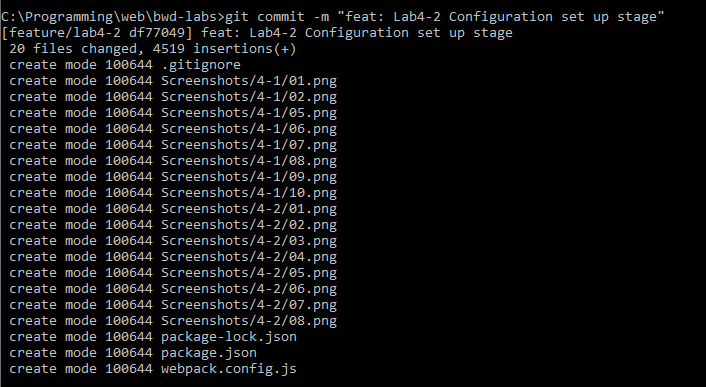 C:\Programming\web\bwd-labs>git commit -m "feat: Lab4-2 Configuration set up stage"
[feature/lab4-2 df77049] feat: Lab4-2 Configuration set up stage
 20 files changed, 4519 insertions(+)
 create mode 100644 .gitignore
 create mode 100644 Screenshots/4-1/01.png
 create mode 100644 Screenshots/4-1/02.png
 create mode 100644 Screenshots/4-1/05.png
 create mode 100644 Screenshots/4-1/06.png
 create mode 100644 Screenshots/4-1/07.png
 create mode 100644 Screenshots/4-1/08.png
 create mode 100644 Screenshots/4-1/09.png
 create mode 100644 Screenshots/4-1/10.png
 create mode 100644 Screenshots/4-2/01.png
 create mode 100644 Screenshots/4-2/02.png
 create mode 100644 Screenshots/4-2/03.png
 create mode 100644 Screenshots/4-2/04.png
 create mode 100644 Screenshots/4-2/05.png
 create mode 100644 Screenshots/4-2/06.png
 create mode 100644 Screenshots/4-2/07.png
 create mode 100644 Screenshots/4-2/08.png
 create mode 100644 package-lock.json
 create mode 100644 package.json
 create mode 100644 webpack.config.js